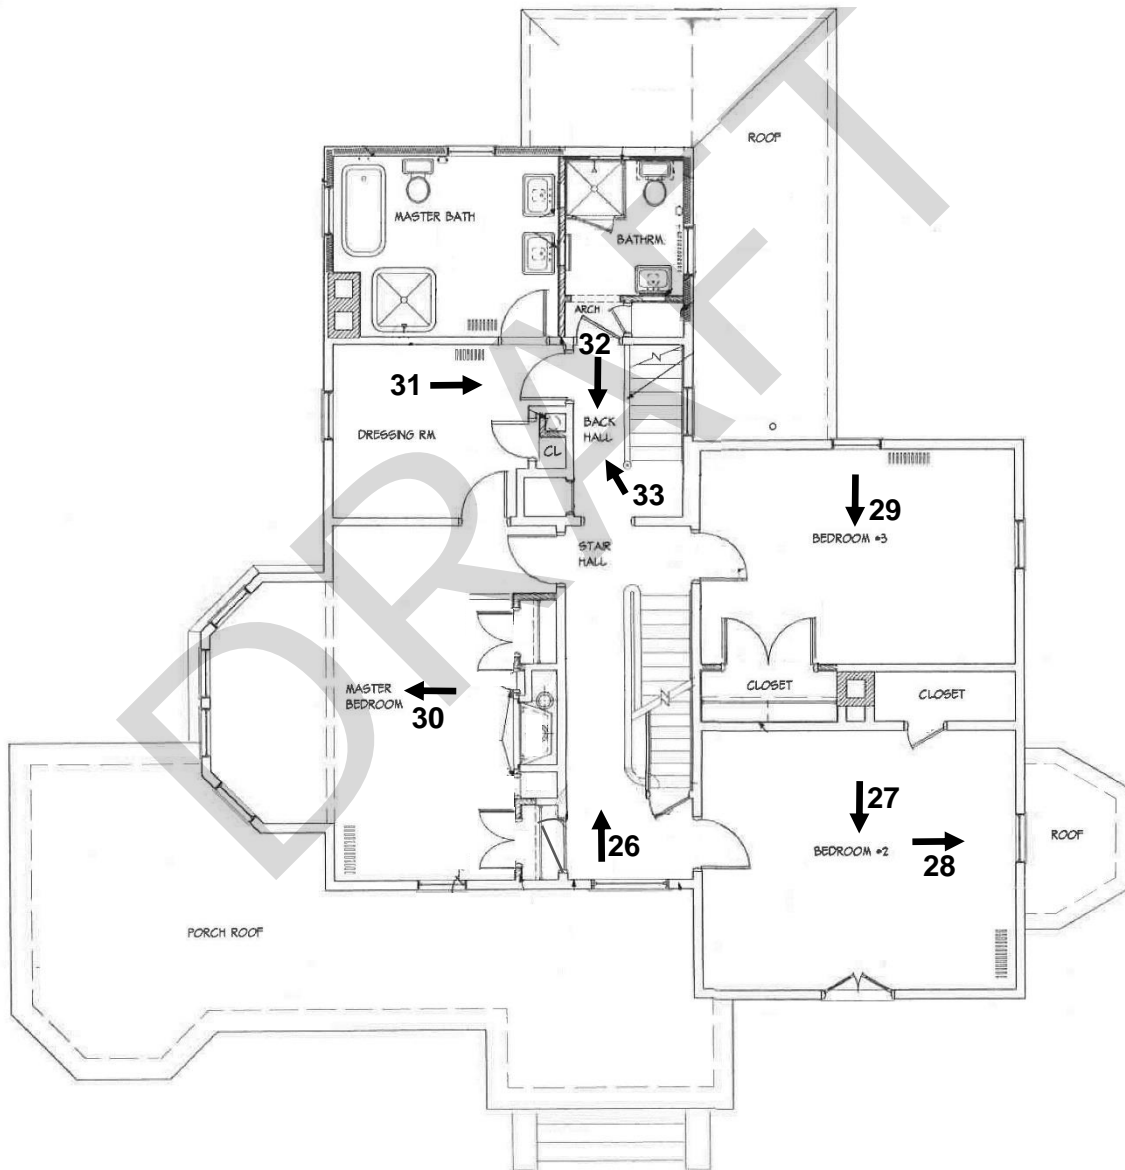 ROOF
MASTER BATH
BATHRM.
ARCH
32
31
BACK
HALL
DRESSING RM
CL
33
29
BEDROOM #3
STAIR
HALL
MASTER
BEDROOM
30
CLOSET
CLOSET
27
26
BEDROOM #2
28
ROOF
PORCH ROOF
DRAFT